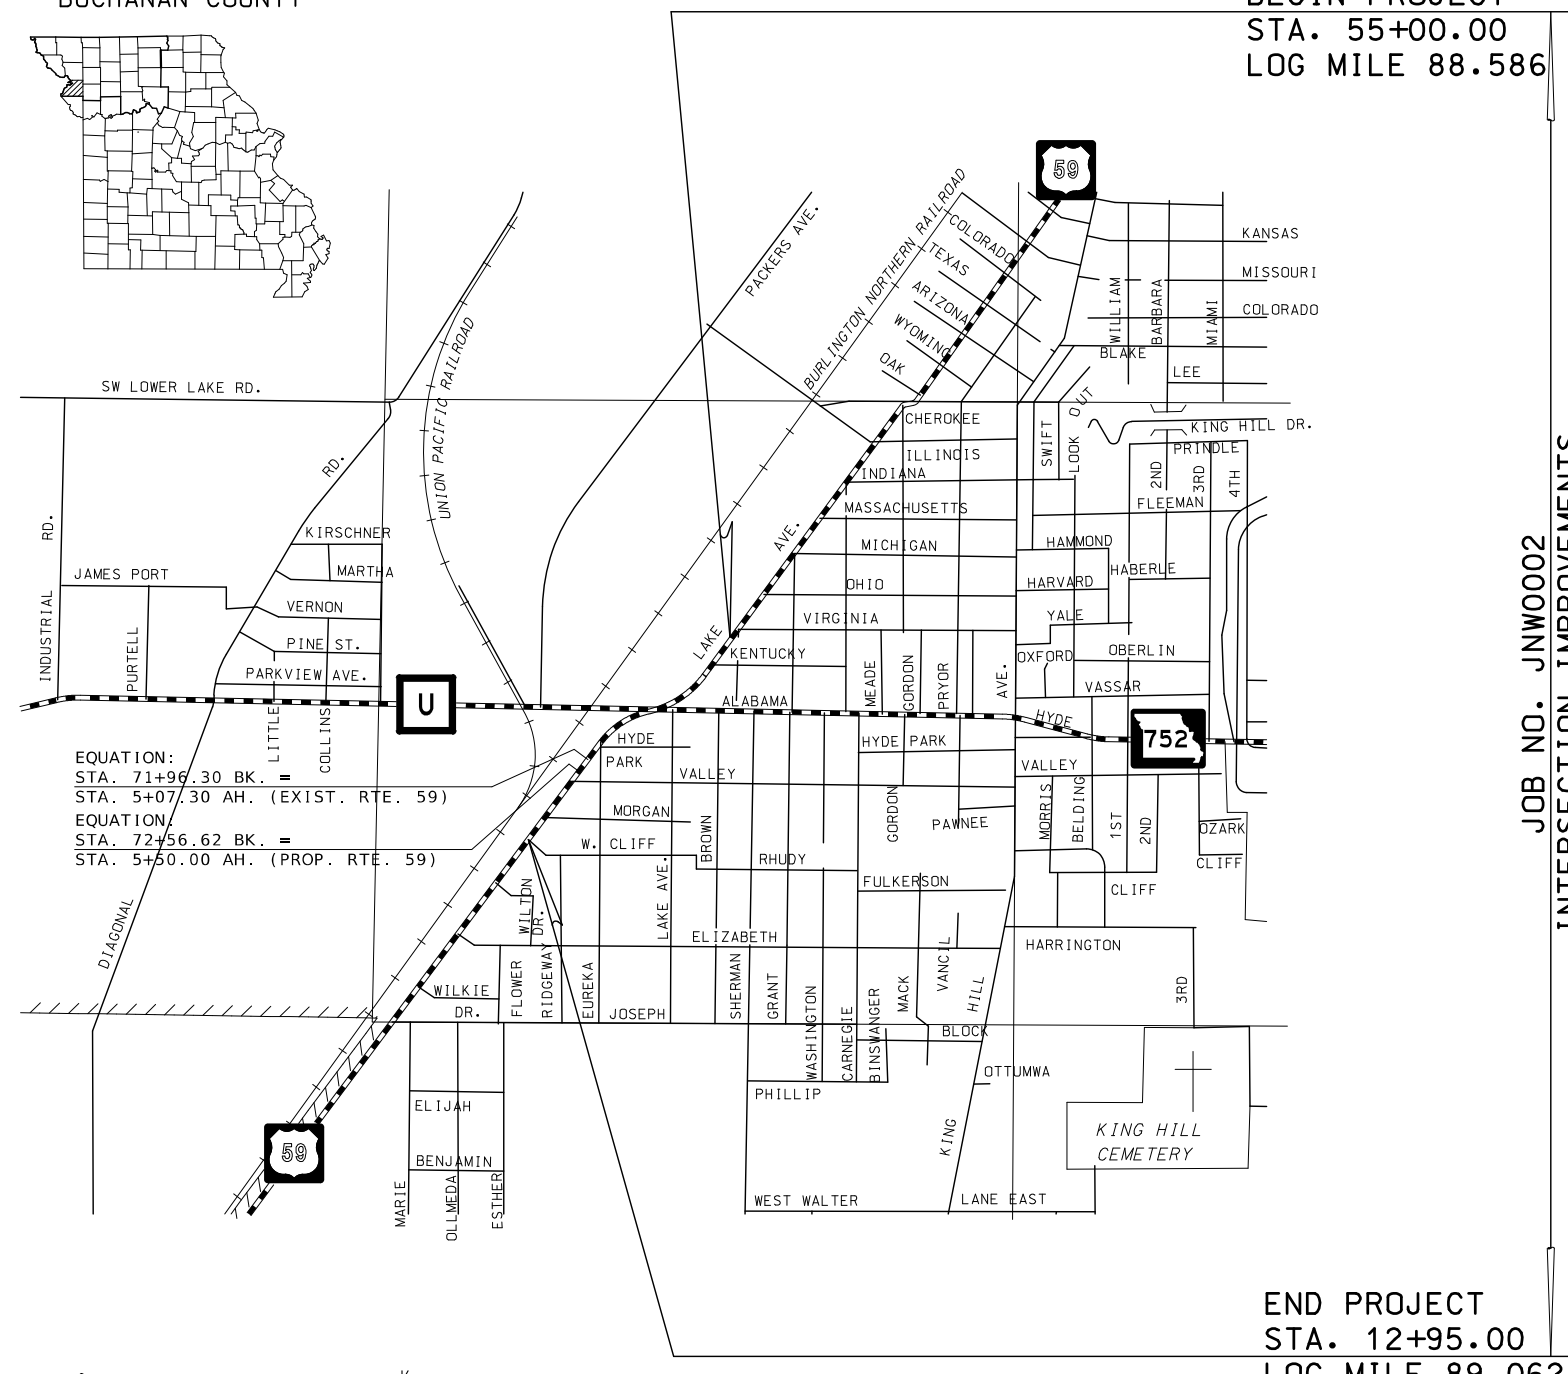 BUCHANAN COUNTY
BEGIN PROJECT
STA. 55+00.00
LOG MILE 88.586
59
KANSAS
MISSOURI
COLORADO
WILLIAM
BARBARA
MIAMI
BLAKE
LEE
PACKERS AVE.
BURLINGTON NORTHERN RAILROAD
COLORADO
TEXAS
ARIZONA
WYOMING
OAK
UNION PACIFIC RAILROAD
SW LOWER LAKE RD.
CHEROKEE
ILLINOIS
INDIANA
MASSACHUSETTS
MICHIGAN
OHIO
VIRGINIA
KENTUCKY
ALABAMA
LAKE AVE.
SWIFT
LOOK OUT
KING HILL DR.
PRINDLE
2ND
3RD
4TH
FLEEMAN
HAMMOND
HABERLE
HARVARD
YALE
OXFORD
OBERLIN
VASSAR
HYDE
AVE.
MEADE
GORDON
PRYOR
RD.
KIRSCHNER
MARTHA
JAMES PORT
VERNON
PINE ST.
PARKVIEW AVE.
INDUSTRIAL RD.
PURTELL
LITTLE
COLLINS
U
752
EQUATION:
STA. 71+96.30 BK. =
STA. 5+07.30 AH. (EXIST. RTE. 59)
EQUATION:
STA. 72+56.62 BK. =
STA. 5+50.00 AH. (PROP. RTE. 59)
HYDE
PARK
HYDE PARK
VALLEY
VALLEY
MORGAN
W. CLIFF
BROWN
RHUDY
GORDON
PAWNEE
FULKERSON
MORRIS
BELDING
1ST
2ND
OZARK
CLIFF
CLIFF
DIAGONAL
WILTON
DR.
LAKE AVE.
ELIZABETH
HARRINGTON
WILKIE
DR.
FLOWER
RIDGEWAY
EUREKA
JOSEPH
SHERMAN
GRANT
WASHINGTON
CARNEGIE
BINSWANGER
MACK
VANCIL
HILL
3RD
BLOCK
OTTUMWA
PHILLIP
ELIJAH
BENJAMIN
MARIE
OLLMEDA
ESTHER
KING
KING HILL
CEMETERY
WEST WALTER
LANE EAST
59
JOB NO. JNW0002
INTERSECTION IMPROVEMENTS
END PROJECT
STA. 12+95.00
LOG MILE 89.063